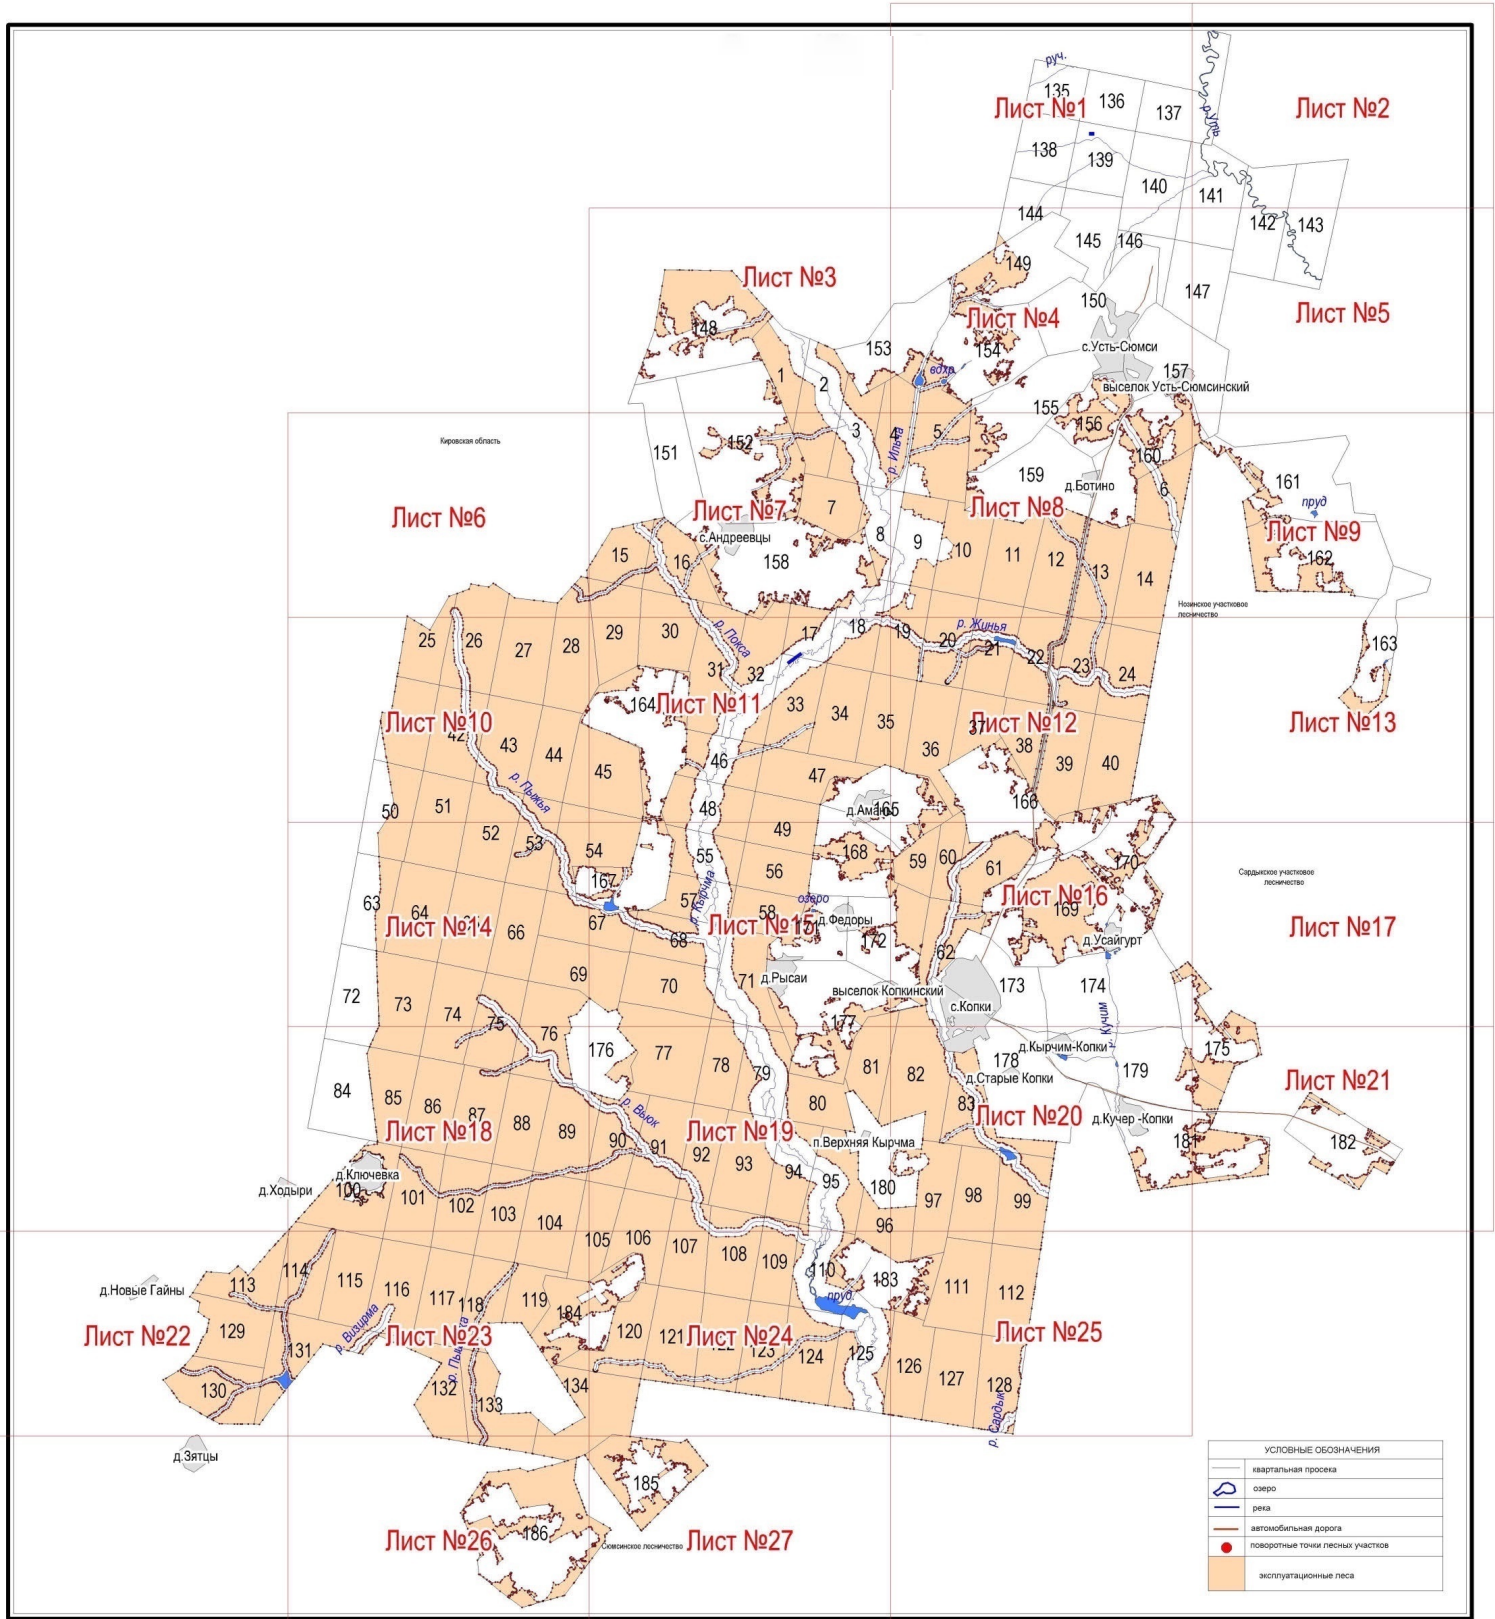 руч.
135
136
137
Лист №1
Лист №2
р.Уть
138
139
140
141
142
143
144
145
146
147
149
150
Лист №3
Лист №4
Лист №5
148
153
154
с.Усть-Сюмси
вдхр.
157
выселок Усть-Сюмсинский
1
2
155
156
3
4
5
р. Ильча
Кировская область
151
152
159
160
д.Ботино
6
161
пруд
Лист №6
Лист №7
Лист №8
Лист №9
7
с.Андреевцы
158
8
9
10
11
12
13
14
15
16
162
Нозинское участковое
лесничество
25
26
27
28
29
30
р. Покса
17
18
19
р. Жинья
20
21
22
23
24
163
31
32
164
Лист №10
Лист №11
Лист №12
Лист №13
33
34
35
36
37
38
39
40
42
43
44
45
46
47
р. Пыжья
48
49
50
51
52
53
54
55
56
д.Аманы
165
166
167
168
59
60
61
170
Сардыкское участковое
лесничество
57
58
р. Кырчма
озеро
д.Федоры
171
172
169
Лист №14
Лист №15
Лист №16
Лист №17
63
64
66
67
68
д.Усайгурт
62
69
70
71
д.Рысаи
выселок Копкинский
с.Копки
173
174
72
73
74
75
76
176
77
78
79
177
р. Кучим
д.Кырчим-Копки
175
178
179
д.Старые Копки
80
81
82
83
84
85
86
87
88
89
90
91
р. Вьюк
92
93
94
95
Лист №18
Лист №19
Лист №20
Лист №21
п.Верхняя Кырчма
д.Кучер -Копки
181
182
д.Ключевка
д.Ходыри
100
101
102
103
104
105
106
107
108
109
180
96
97
98
99
110
183
111
112
пруд
д.Новые Гайны
113
114
115
116
117
118
119
184
120
121
122
123
124
125
126
127
128
р. Визирма
Лист №22
Лист №23
Лист №24
Лист №25
129
130
131
132
133
134
р. Сардык
д.Зятцы
185
186
Лист №26
Лист №27
Сюмсинское лесничество
УСЛОВНЫЕ ОБОЗНАЧЕНИЯ
квартальная просека
озеро
река
автомобильная дорога
поворотные точки лесных участков
эксплуатационные леса